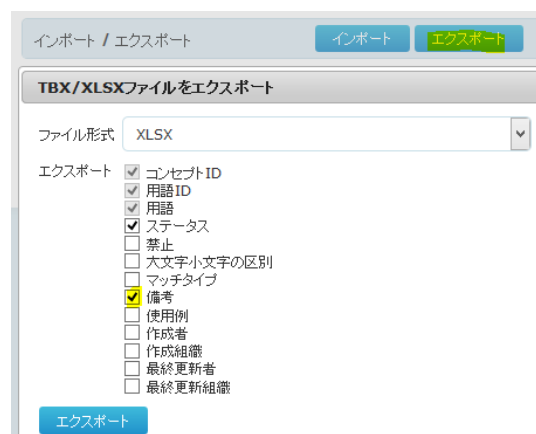 インポート / エクスポート インポート エクスポート
TBX/XLSXファイルをエクスポート
ファイル形式 XLSX
エクスポート コンセプトID
用語ID
用語
ステータス
禁止
大文字小文字の区別
マッチタイプ
備考
使用例
作成者
作成組織
最終更新者
最終更新組織
エクスポート